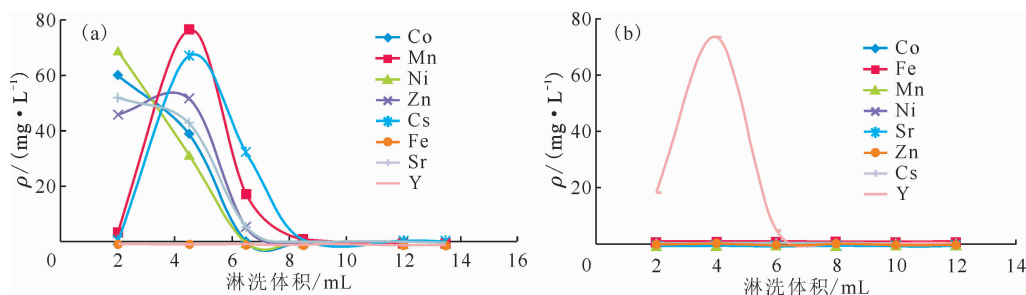 (a)
ρ/(mg·L⁻¹)
80
60
40
20
0
2
4
6
8
10
12
14
16
淋洗体积/mL
Co
Mn
Ni
Zn
Cs
Fe
Sr
Y
(b)
ρ/(mg·L⁻¹)
80
60
40
20
0
2
4
6
8
10
12
14
淋洗体积/mL
Co
Fe
Mn
Ni
Sr
Zn
Cs
Y